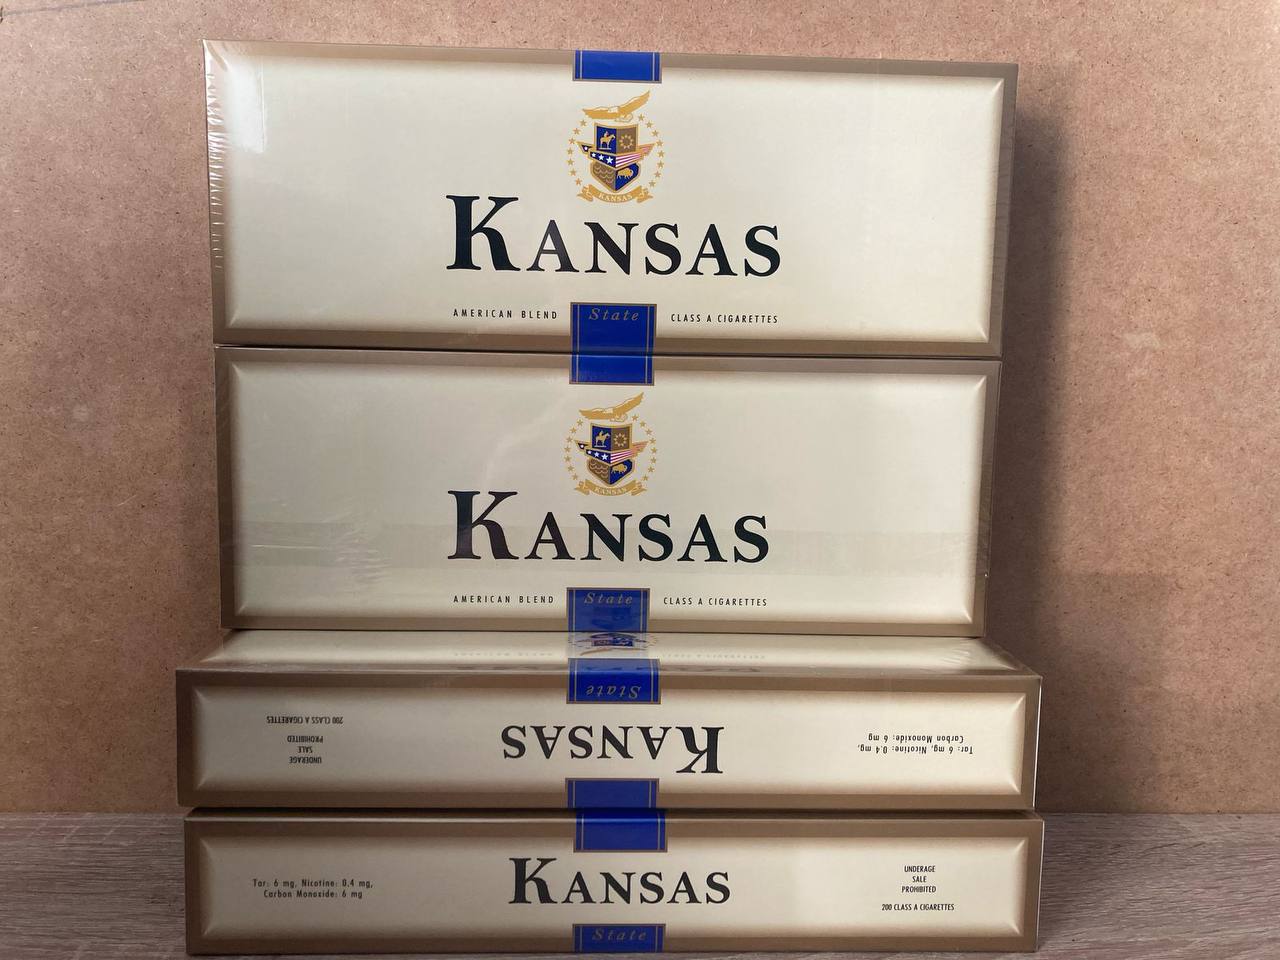 KANSAS
KANSAS
AMERICAN BLEND State CLASS A CIGARETTES
KANSAS
KANSAS
AMERICAN BLEND State CLASS A CIGARETTES
State
KANSAS
Tar: 6 mg, Nicotine: 0.4 mg,
Carbon Monoxide: 6 mg
UNDERAGE
SALE
PROHIBITED
200 CLASS A CIGARETTES
Tar: 6 mg, Nicotine: 0.4 mg,
Carbon Monoxide: 6 mg
KANSAS
UNDERAGE
SALE
PROHIBITED
200 CLASS A CIGARETTES
State